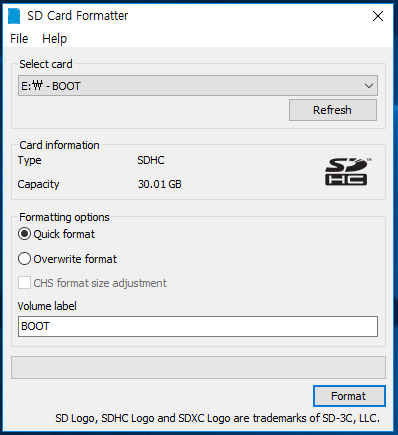 SD Card Formatter
File Help
Select card
E:₩ - BOOT
Refresh
Card information
Type SDHC
Capacity 30.01 GB
SD
HC
Formatting options
Quick format
Overwrite format
CHS format size adjustment
Volume label
BOOT
Format
SD Logo, SDHC Logo and SDXC Logo are trademarks of SD-3C, LLC.